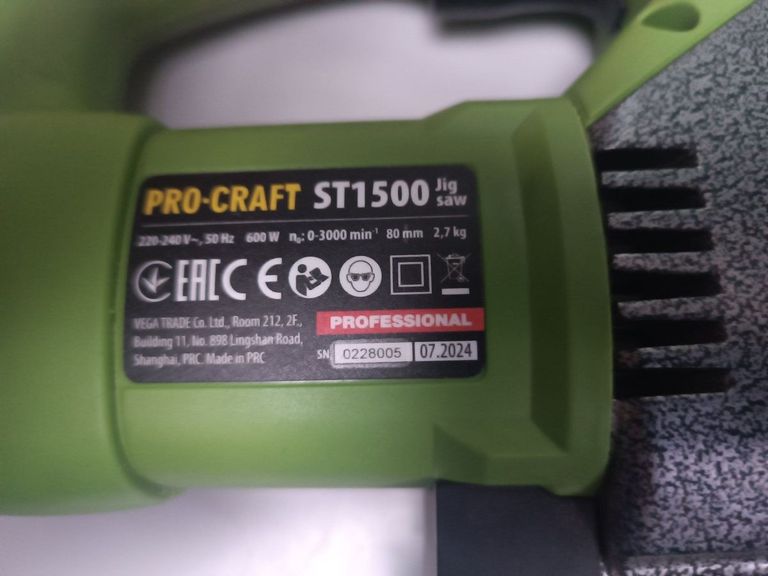 PRO-CRAFT ST1500 Jig saw
220-240 V~, 50 Hz 600 W n₀: 0-3000 min⁻¹ 80 mm 2,7 kg
EAC CE
VEGA TRADE Co. Ltd., Room 212, 2F.,
Building 11, No. 898 Lingshan Road,
Shanghai, PRC. Made in PRC
PROFESSIONAL
SN 0228005 07.2024